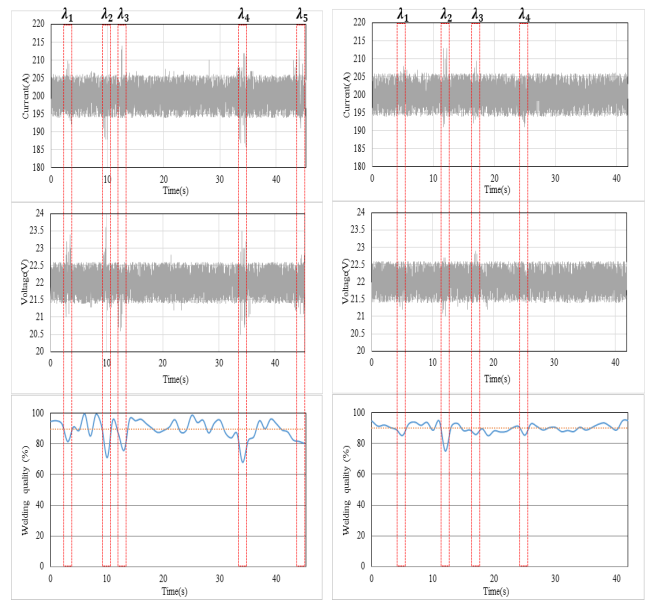 λ1 λ2 λ3 λ4 λ5
220
215
210
205
200
195
190
185
180
Current(A)
0 10 20 30 40
Time(s)
24
23.5
23
22.5
22
21.5
21
20.5
20
Voltage(V)
0 10 20 30 40
Time(s)
100
80
60
40
20
0
Welding quality (%)
0 10 20 30 40
Time(s)
λ1 λ2 λ3 λ4
220
215
210
205
200
195
190
185
180
Current(A)
0 10 20 30 40
Time(s)
24
23.5
23
22.5
22
21.5
21
20.5
20
Voltage(V)
0 10 20 30 40
Time(s)
100
80
60
40
20
0
Welding quality (%)
0 10 20 30 40
Time(s)